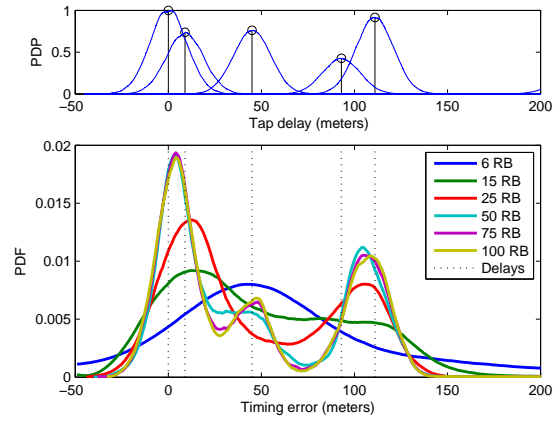 1
0.5
0
PDP
−50
0
50
100
150
200
Tap delay (meters)
0.02
0.015
0.01
0.005
0
PDF
6 RB
15 RB
25 RB
50 RB
75 RB
100 RB
Delays
−50
0
50
100
150
200
Timing error (meters)